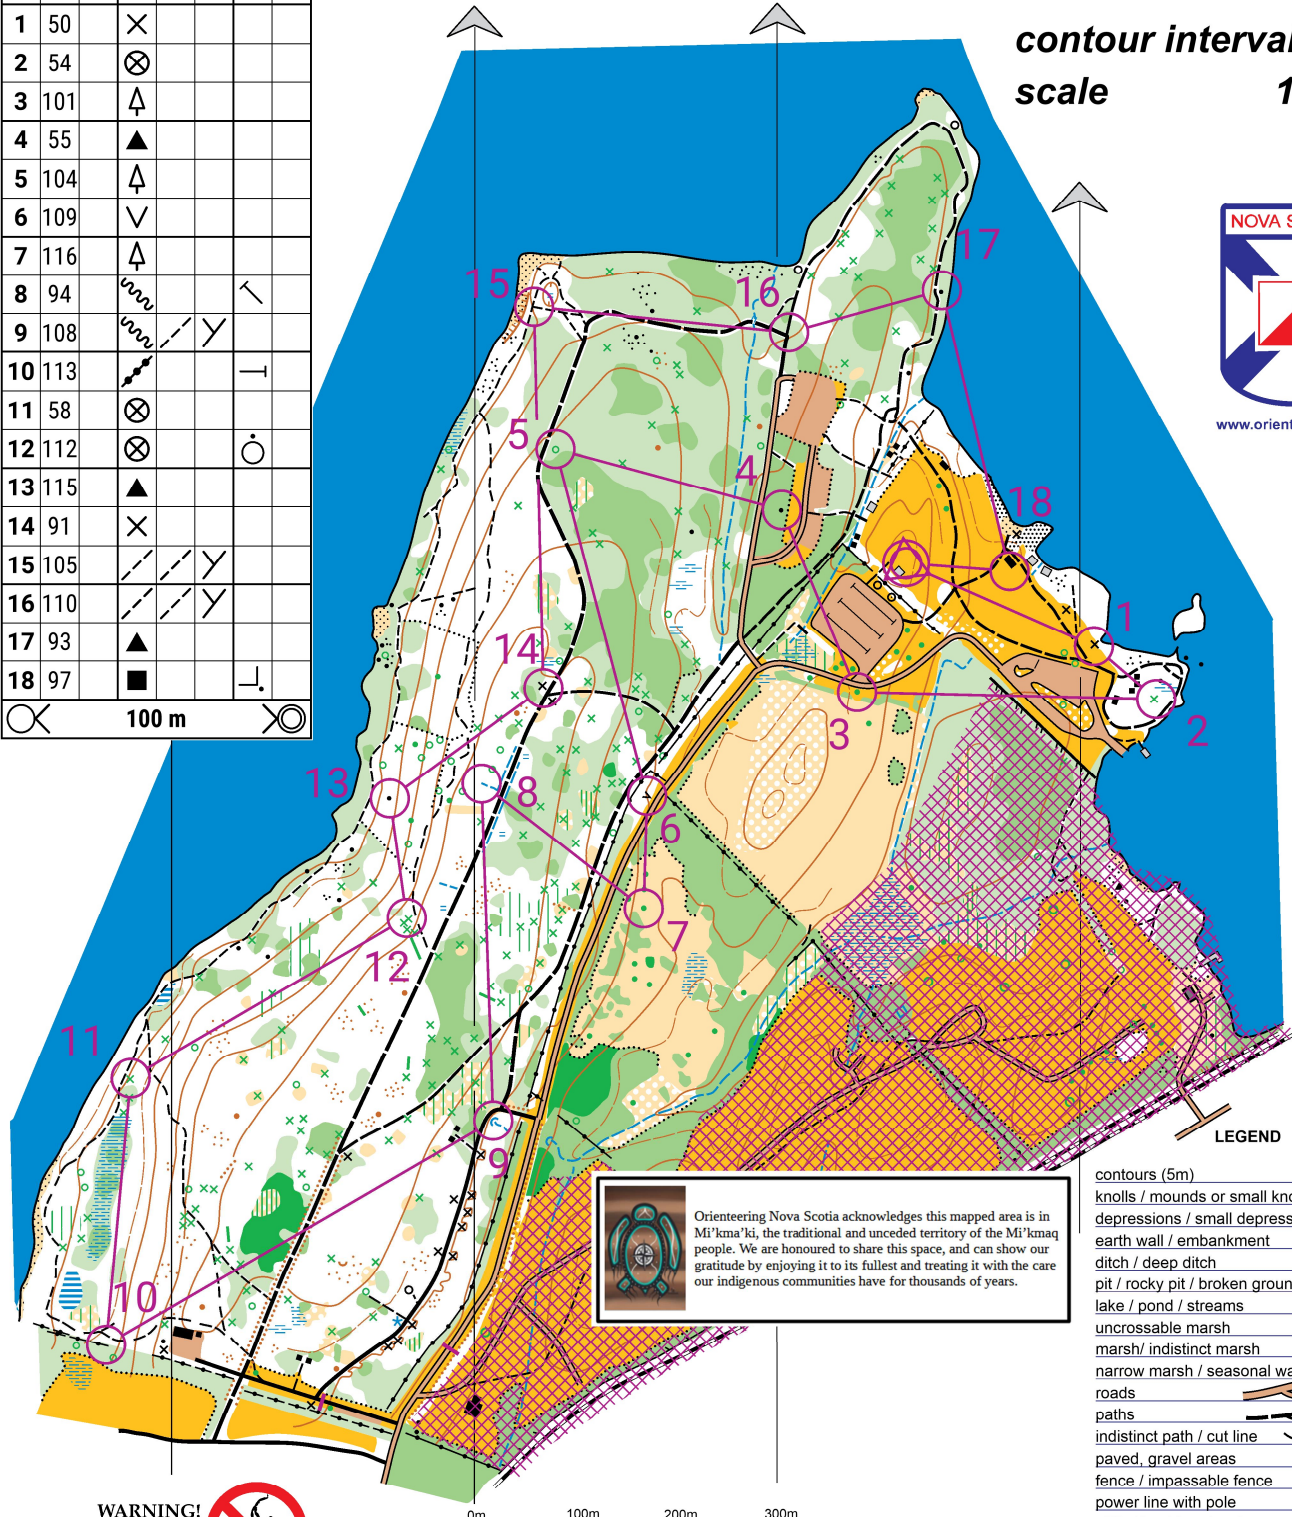 1 50
2 54
3 101
4 55
5 104
6 109
7 116
8 94
9 108
10 113
11 58
12 112
13 115
14 91
15 105
16 110
17 93
18 97
100 m
contour interval
scale 1
NOVA S
www.orient
17
15
16
5
4
18
14
1
3
2
13
8
6
7
12
11
9
10
Orienteering Nova Scotia acknowledges this mapped area is in
Mi'kma'ki, the traditional and unceded territory of the Mi'kmaq
people. We are honoured to share this space, and can show our
gratitude by enjoying it to its fullest and treating it with the care
our indigenous communities have for thousands of years.
LEGEND
contours (5m)
knolls / mounds or small kno
depressions / small depress
earth wall / embankment
ditch / deep ditch
pit / rocky pit / broken groun
lake / pond / streams
uncrossable marsh
marsh/ indistinct marsh
narrow marsh / seasonal wa
roads
paths
indistinct path / cut line
paved, gravel areas
fence / impassable fence
power line with pole
WARNING!
0m 100m 200m 300m